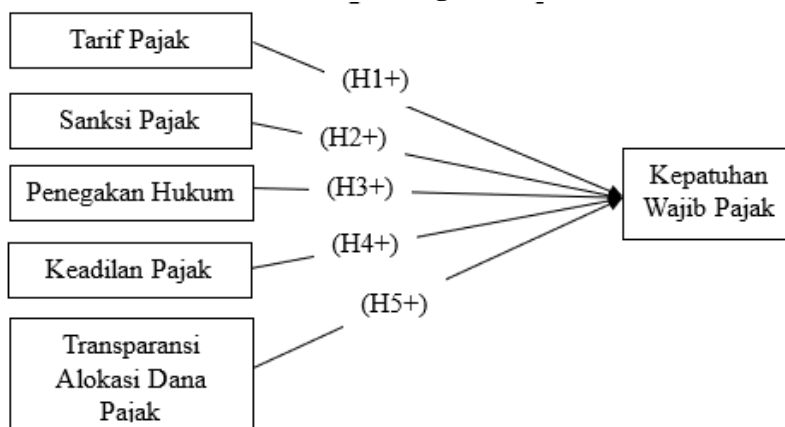 Tarif Pajak
(H1+)
Sanksi Pajak
(H2+)
Penegakan Hukum
(H3+)
Kepatuhan
Wajib Pajak
Keadilan Pajak
(H4+)
(H5+)
Transparansi
Alokasi Dana
Pajak